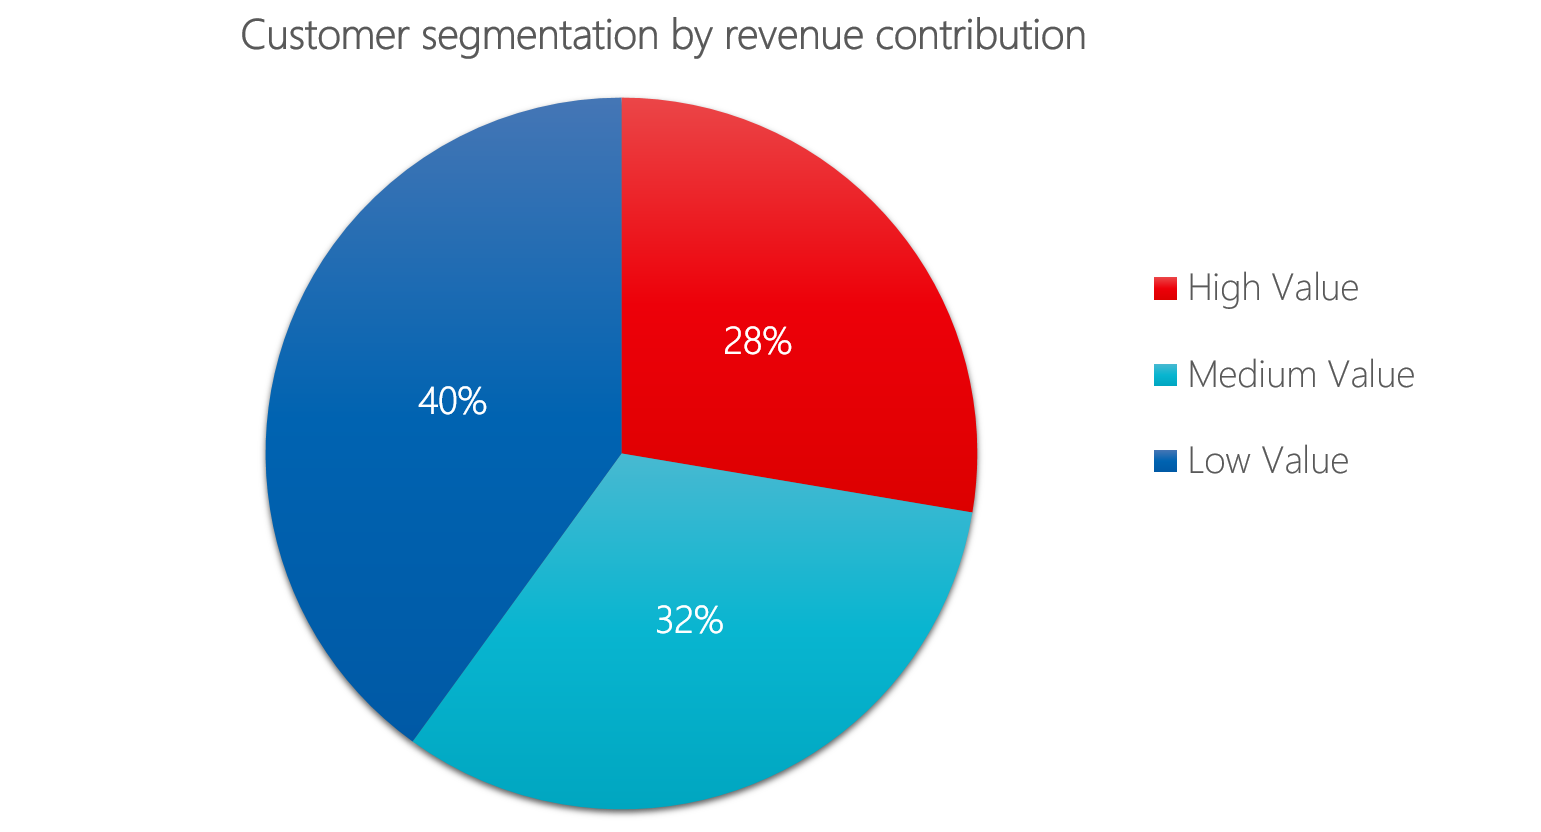 Customer segmentation by revenue contribution
28%
40%
32%
High Value
Medium Value
Low Value